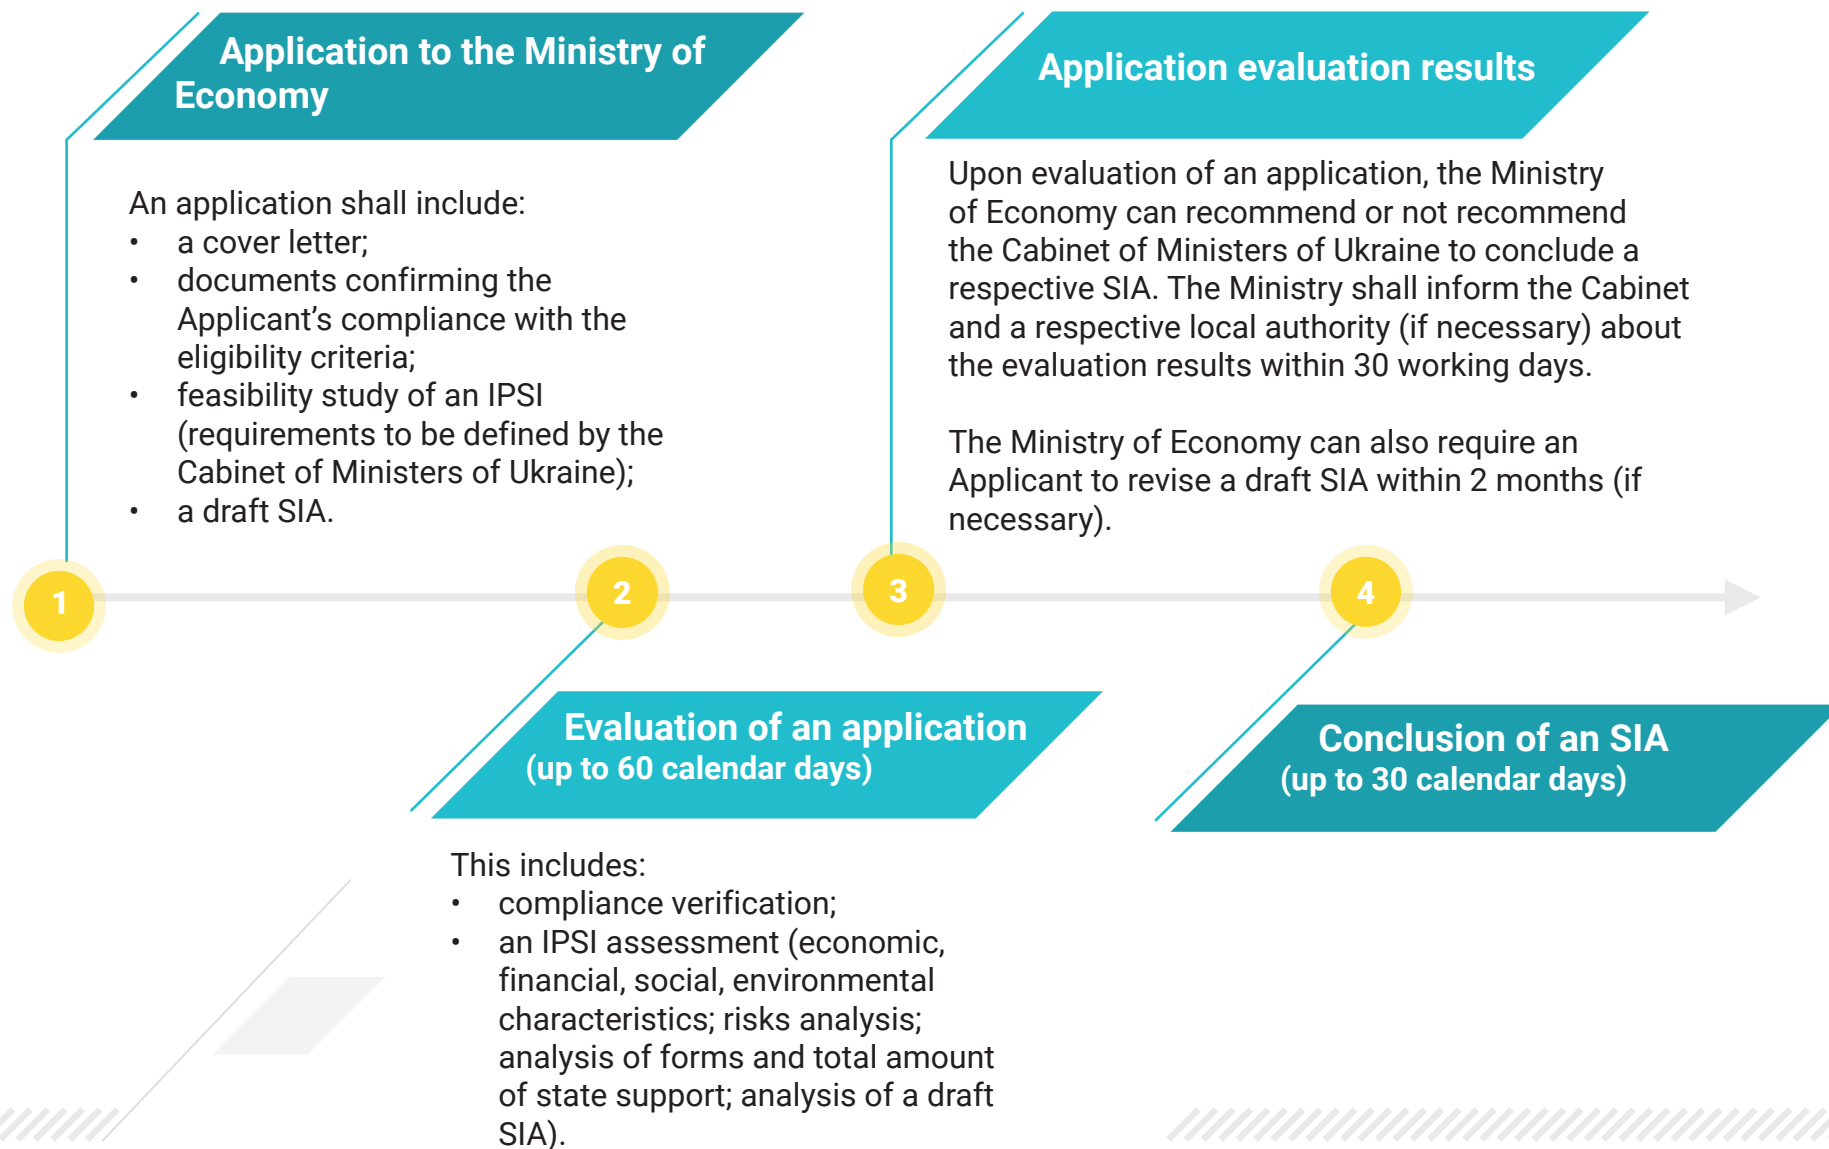 Application to the Ministry of
Economy
An application shall include:
• a cover letter;
• documents confirming the
Applicant’s compliance with the
eligibility criteria;
• feasibility study of an IPSI
(requirements to be defined by the
Cabinet of Ministers of Ukraine);
• a draft SIA.
Application evaluation results
Upon evaluation of an application, the Ministry
of Economy can recommend or not recommend
the Cabinet of Ministers of Ukraine to conclude a
respective SIA. The Ministry shall inform the Cabinet
and a respective local authority (if necessary) about
the evaluation results within 30 working days.
The Ministry of Economy can also require an
Applicant to revise a draft SIA within 2 months (if
necessary).
1
2
3
4
Evaluation of an application
(up to 60 calendar days)
This includes:
• compliance verification;
• an IPSI assessment (economic,
financial, social, environmental
characteristics; risks analysis;
analysis of forms and total amount
of state support; analysis of a draft
SIA).
Conclusion of an SIA
(up to 30 calendar days)